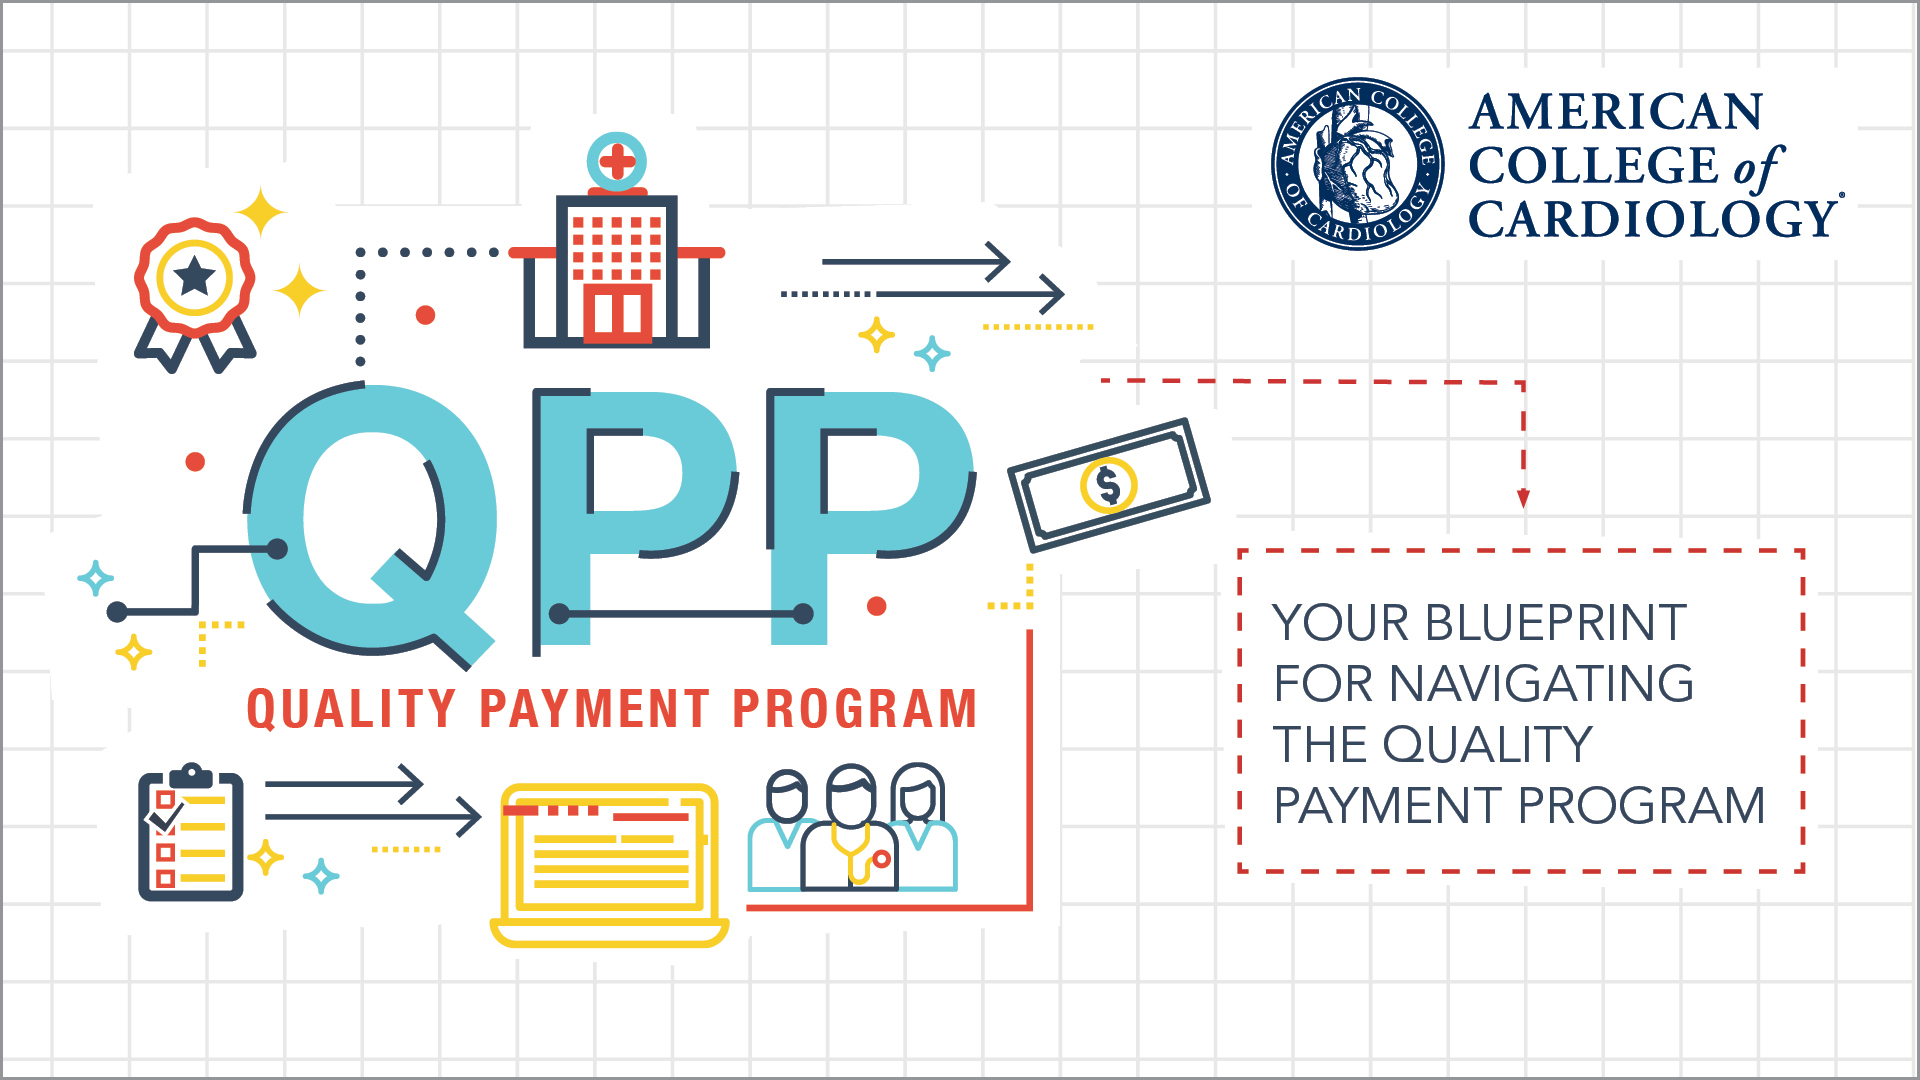 AMERICAN COLLEGE
OF CARDIOLOGY
AMERICAN
COLLEGE of
CARDIOLOGY®
$
QPP
QUALITY PAYMENT PROGRAM
YOUR BLUEPRINT
FOR NAVIGATING
THE QUALITY
PAYMENT PROGRAM